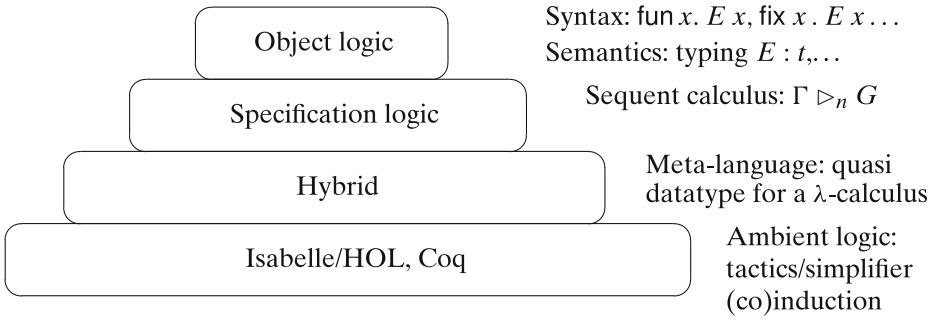 Object logic
Syntax: fun x. E x, fix x . E x . . .
Semantics: typing E : t,. . .
Specification logic
Sequent calculus: Γ ▷n G
Hybrid
Meta-language: quasi
datatype for a λ-calculus
Isabelle/HOL, Coq
Ambient logic:
tactics/simplifier
(co)induction